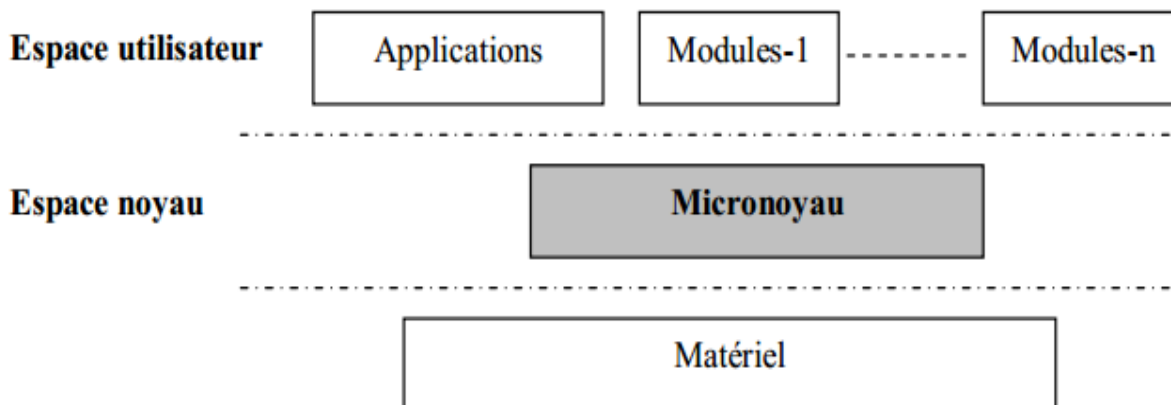 Espace utilisateur Applications Modules-1 Modules-n
Espace noyau Micronoyau
Matériel